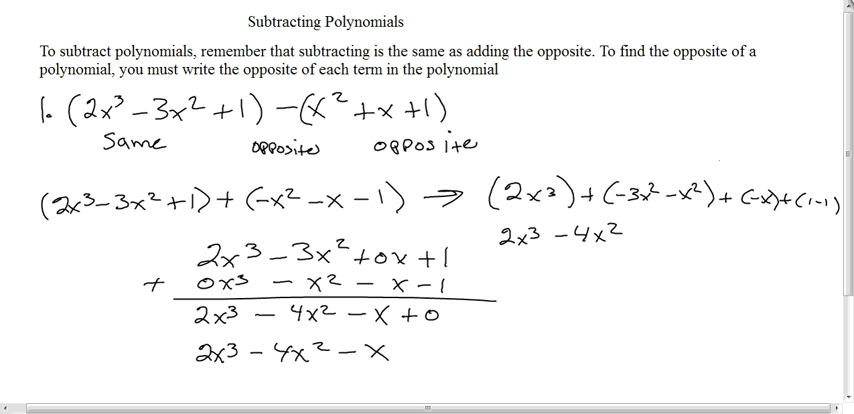 Subtracting Polynomials
To subtract polynomials, remember that subtracting is the same as adding the opposite. To find the opposite of a
polynomial, you must write the opposite of each term in the polynomial
1. (2x³ - 3x² + 1) - (x² + x + 1)
Same opposites opposite
(2x³ - 3x² + 1) + (-x² - x - 1) → (2x³) + (-3x² - x²) + (-x) + (1-1)
2x³ - 4x²
2x³ - 3x² + 0x + 1
+ 0x³ - x² - x - 1
2x³ - 4x² - x + 0
2x³ - 4x² - x